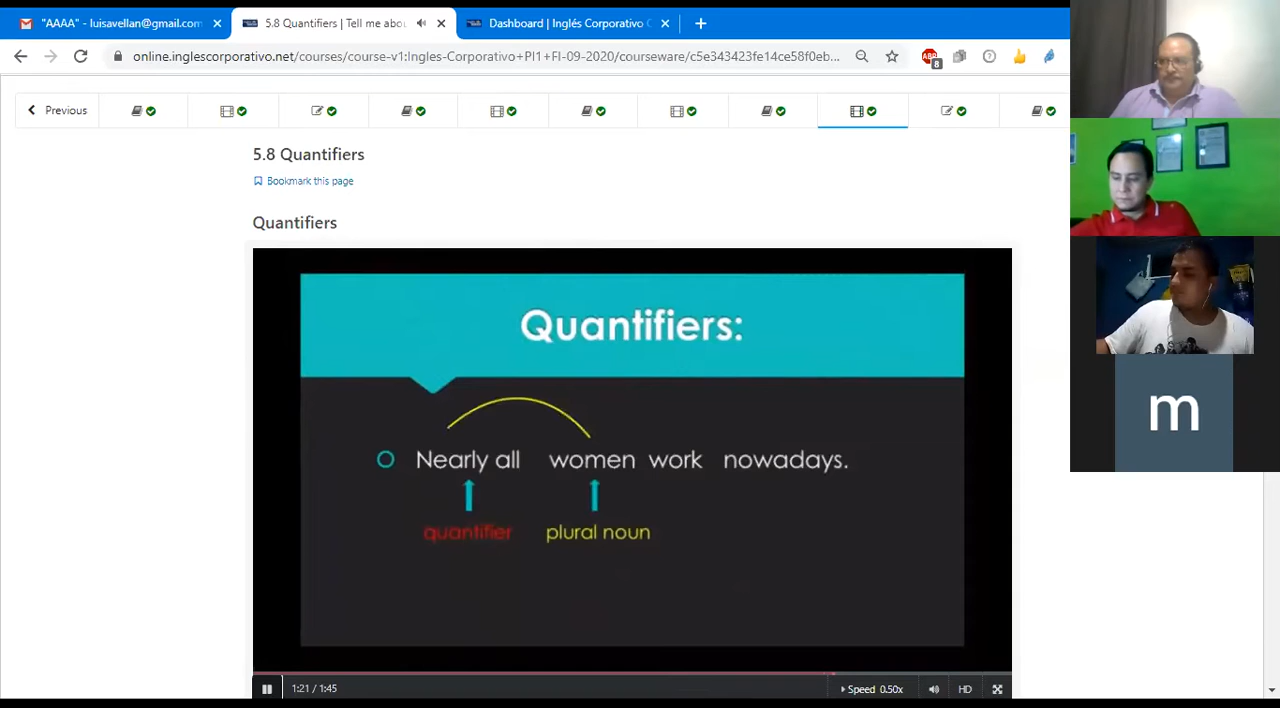 "AAAA" - luisavellan@gmail.com
5.8 Quantifiers | Tell me abou
Dashboard | Inglés Corporativo C
online.inglescorporativo.net/courses/course-v1:Ingles-Corporativo+PI1+FI-09-2020/courseware/c5e343423fe14ce58f0eb...
ABP
8
Previous
5.8 Quantifiers
Bookmark this page
Quantifiers
Quantifiers:
Nearly all women work nowadays.
quantifier plural noun
m
1:21 / 1:45
Speed 0.50x
HD